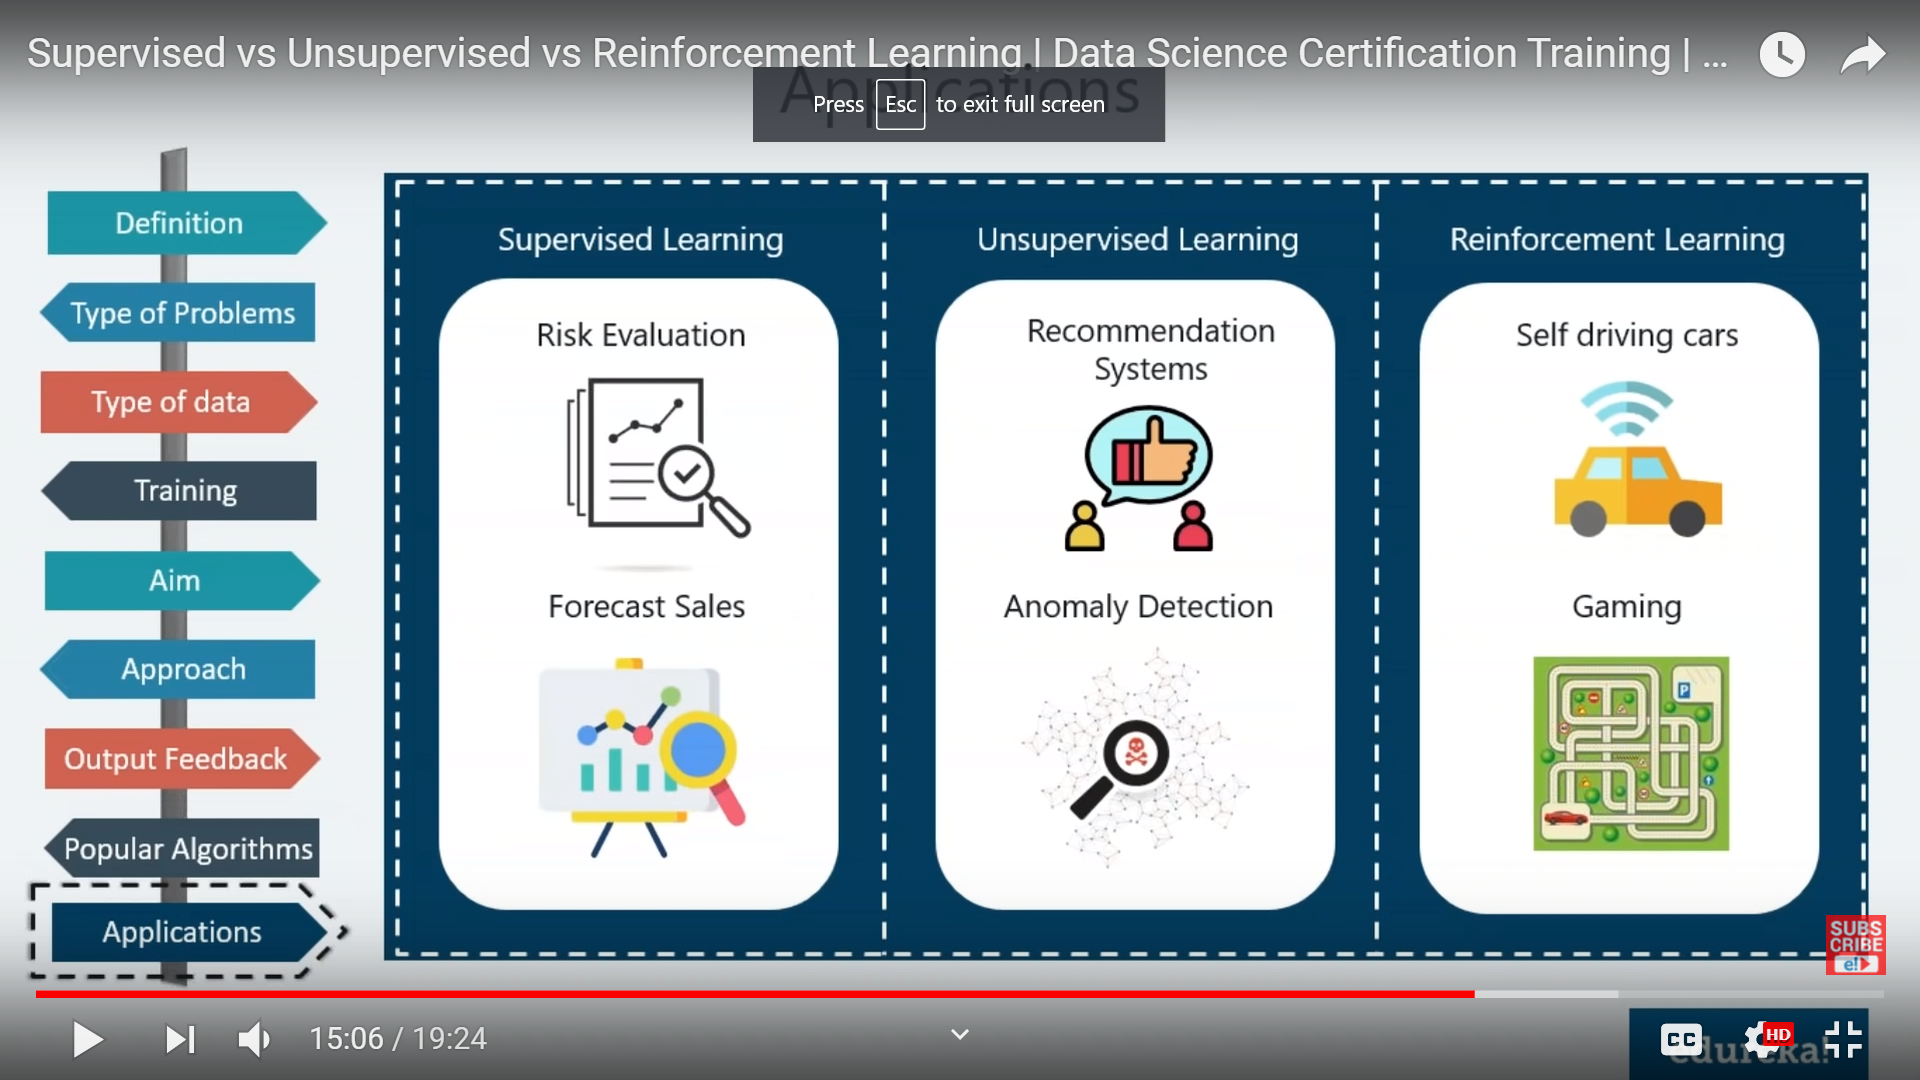 Supervised vs Unsupervised vs Reinforcement Learning | Data Science Certification Training | ...
Applications
Press Esc to exit full screen
Definition
Type of Problems
Type of data
Training
Aim
Approach
Output Feedback
Popular Algorithms
Applications
Supervised Learning
Risk Evaluation
Forecast Sales
Unsupervised Learning
Recommendation
Systems
Anomaly Detection
Reinforcement Learning
Self driving cars
Gaming
P
SUBS
CRIBE
e!
15:06 / 19:24
CC
HD
edureka!